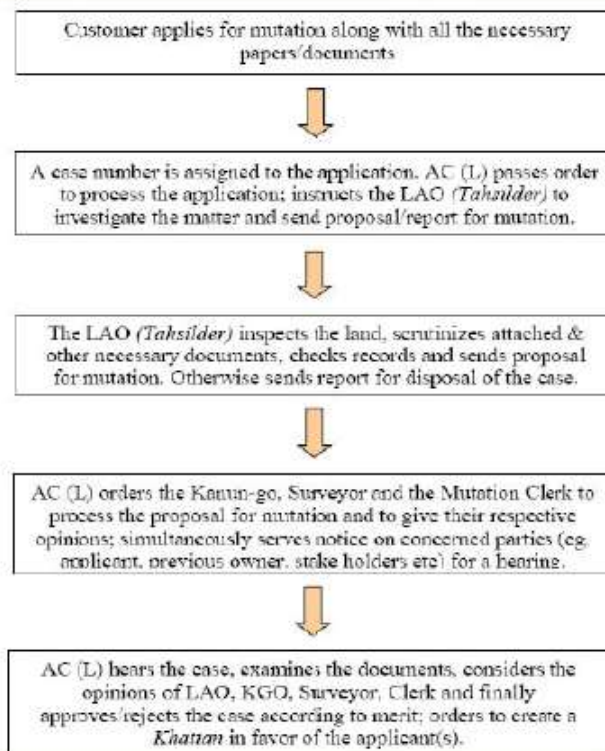 Customer applies for mutation along with all the necessary
papers/documents
A case number is assigned to the application. AC (L) passes order
to process the application; instructs the LAO (Tahsilder) to
investigate the matter and send proposal/report for mutation.
The LAO (Tahsilder) inspects the land, scrutinizes attached &
other necessary documents, checks records and sends proposal
for mutation. Otherwise sends report for disposal of the case.
AC (L) orders the Kanun-go, Surveyor and the Mutation Clerk to
process the proposal for mutation and to give their respective
opinions; simultaneously serves notice on concerned parties (eg.
applicant, previous owner, stake holders etc) for a hearing.
AC (L) hears the case, examines the documents, considers the
opinions of LAO, KGO, Surveyor, Clerk and finally
approves/rejects the case according to merit; orders to create a
Khatian in favor of the applicant(s).